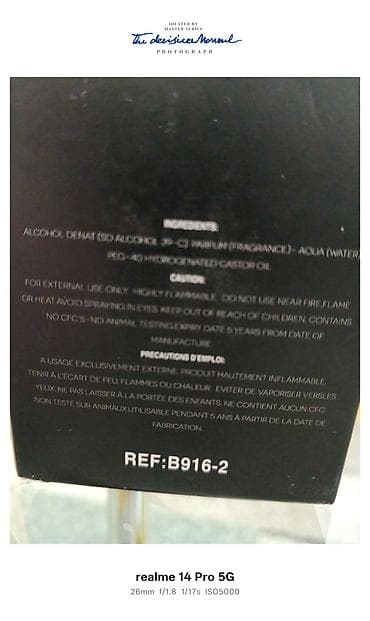 CREATED BY
MASTER SERIES
The decisive Moment
PHOTOGRAPH
INGREDIENTS
ALCOHOL DENAT (SD ALCOHOL 39-C) PARFUM (FRAGRANCE)- AQUA (WATER)
PEG-40 HYDROGENATED CASTOR OIL
CAUTION
FOR EXTERNAL USE ONLY HIGHLY FLAMMABLE. DO NOT USE NEAR FIRE, FLAME
OR HEAT AVOID SPRAYING IN EYES KEEP OUT OF REACH OF CHILDREN. CONTAINS
NO CFC'S-NO ANIMAL TESTING.EXPIRY DATE 5 YEARS FROM DATE OF
MANUFACTURE.
PRECAUTIONS D'EMPLOI:
A USAGE EXCLUSIVEMENT EXTERNE. PRODUIT HAUTEMENT INFLAMMABLE.
TENIR À L'ÉCART DE FEU, FLAMMES OU CHALEUR. ÉVITER DE VAPORISER VERS LES
YEUX. NE PAS LAISSER À LA PORTÉE DES ENFANTS. NE CONTIENT AUCUN CFC.
NON TESTÉ SUR ANIMAUX.UTILISABLE PENDANT 5 ANS À PARTIR DE LA DATE DE
FABRICATION.
REF:B916-2
realme 14 Pro 5G
26mm f/1.8 1/17s ISO5000